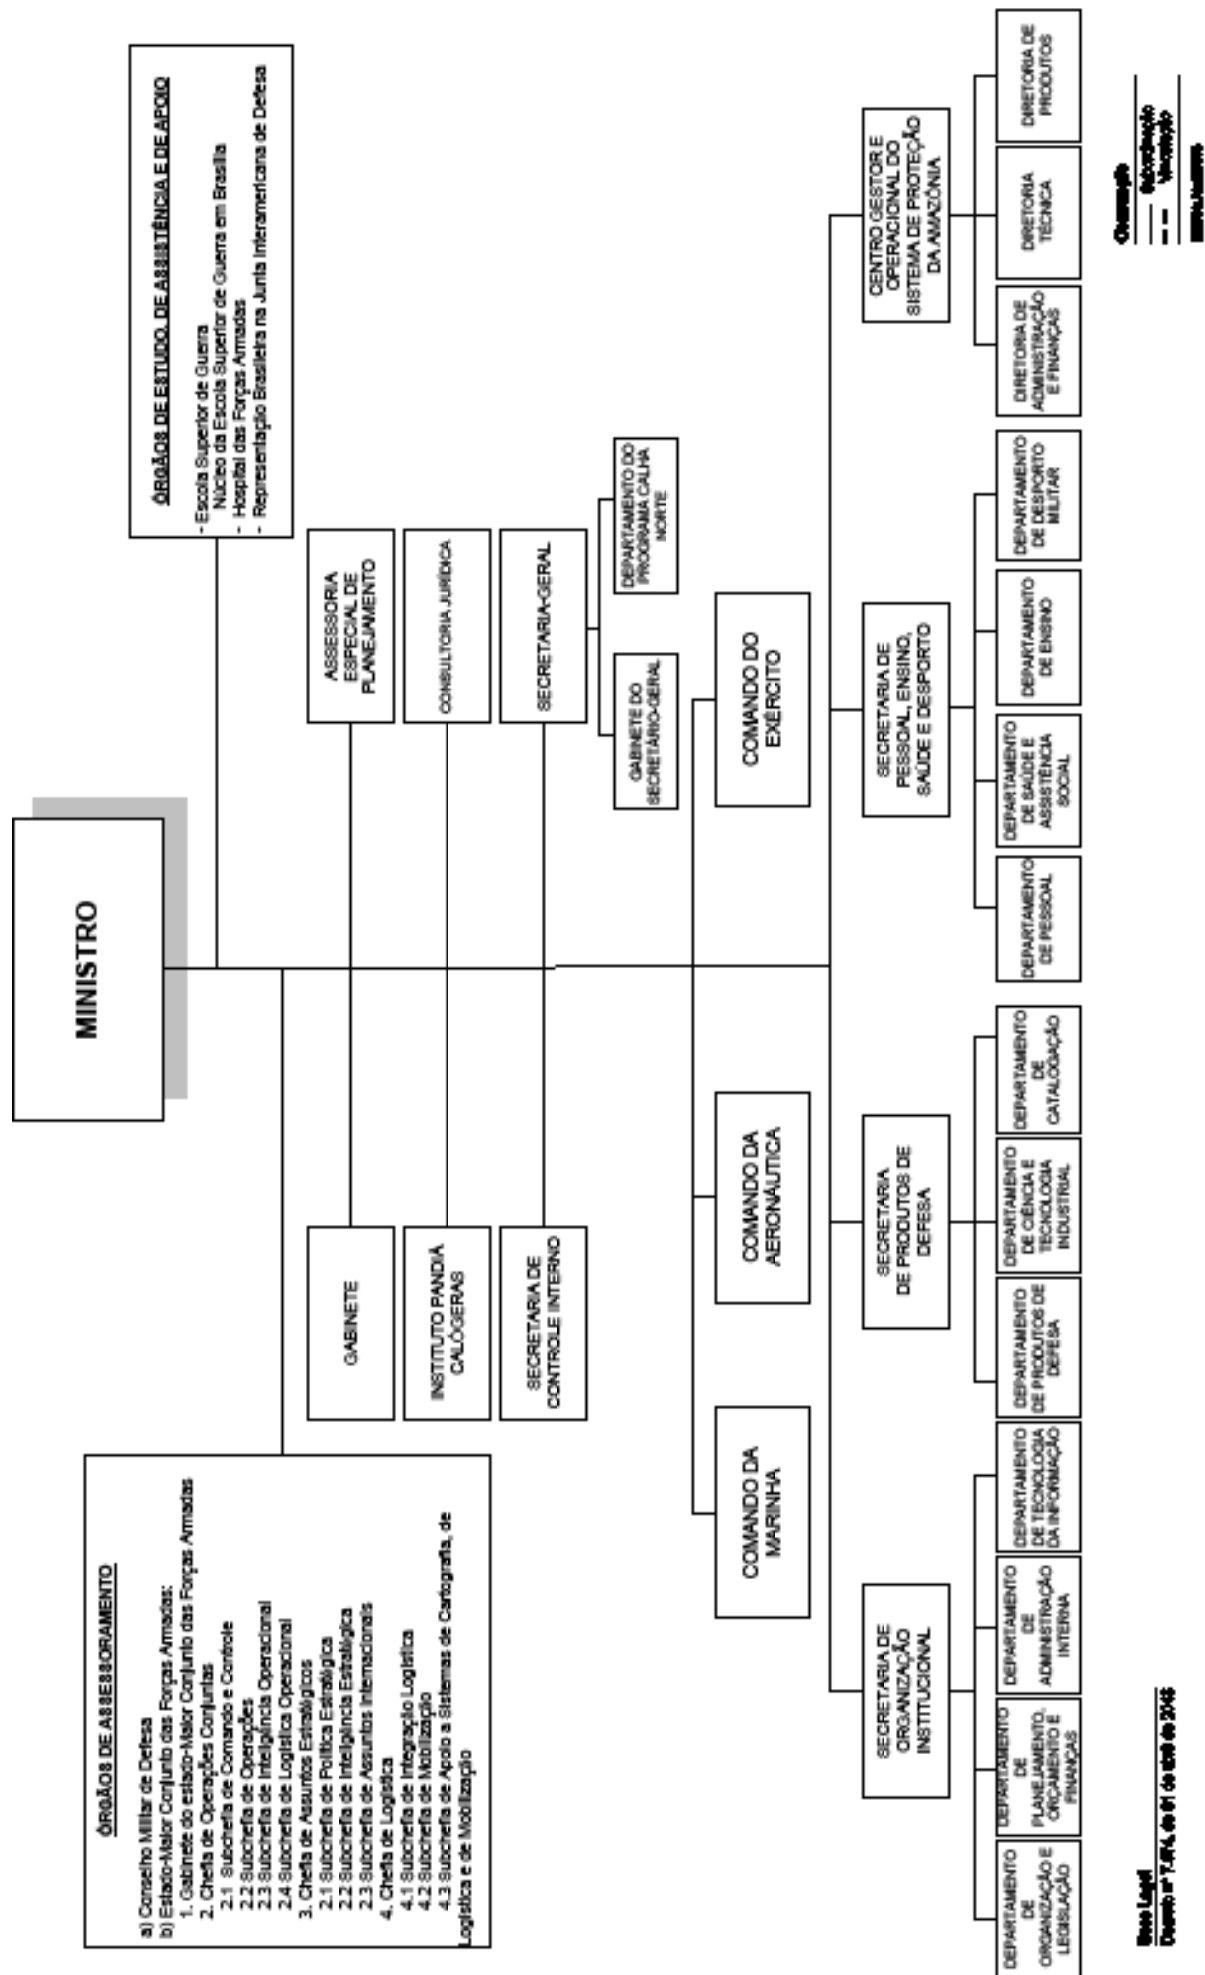 MINISTRO
ÓRGÃOS DE ASSESSORAMENTO
a) Conselho Militar de Defesa
b) Estado-Maior Conjunto das Forças Armadas:
1. Gabinete do estado-Maior Conjunto das Forças Armadas
2. Chefia de Operações Conjuntas
2.1 Subchefia de Comando e Controle
2.2 Subchefia de Operações
2.3 Subchefia de Inteligência Operacional
2.4 Subchefia de Logística Operacional
3. Chefia de Assuntos Estratégicos
2.1 Subchefia de Política Estratégica
2.2 Subchefia de Inteligência Estratégica
2.3 Subchefia de Assuntos Internacionais
4. Chefia de Logística
4.1 Subchefia de Integração Logística
4.2 Subchefia de Mobilização
4.3 Subchefia de Apoio a Sistemas de Cartografia, de
Logística e de Mobilização
ÓRGÃOS DE ESTUDO, DE ASSISTÊNCIA E DE APOIO
- Escola Superior de Guerra
Núcleo da Escola Superior de Guerra em Brasília
- Hospital das Forças Armadas
- Representação Brasileira na Junta Interamericana de Defesa
GABINETE
ASSESSORIA
ESPECIAL DE
PLANEJAMENTO
INSTITUTO PANDIÁ
CALÓGERAS
CONSULTORIA JURÍDICA
SECRETARIA DE
CONTROLE INTERNO
SECRETARIA-GERAL
GABINETE DO
SECRETÁRIO-GERAL
DEPARTAMENTO DO
PROGRAMA CALHA
NORTE
COMANDO DA
MARINHA
COMANDO DA
AERONÁUTICA
COMANDO DO
EXÉRCITO
SECRETARIA DE
ORGANIZAÇÃO
INSTITUCIONAL
SECRETARIA
DE PRODUTOS DE
DEFESA
SECRETARIA DE
PESSOAL, ENSINO,
SAÚDE E DESPORTO
CENTRO GESTOR E
OPERACIONAL DO
SISTEMA DE PROTEÇÃO
DA AMAZÔNIA
DEPARTAMENTO
DE
ORGANIZAÇÃO E
LEGISLAÇÃO
DEPARTAMENTO
DE
PLANEJAMENTO,
ORÇAMENTO E
FINANÇAS
DEPARTAMENTO
DE
ADMINISTRAÇÃO
INTERNA
DEPARTAMENTO
DE TECNOLOGIA
DA INFORMAÇÃO
DEPARTAMENTO
DE PRODUTOS DE
DEFESA
DEPARTAMENTO
DE CIÊNCIA E
TECNOLOGIA
INDUSTRIAL
DEPARTAMENTO
DE
CATALOGAÇÃO
DEPARTAMENTO
DE PESSOAL
DEPARTAMENTO
DE SAÚDE E
ASSISTÊNCIA
SOCIAL
DEPARTAMENTO
DE ENSINO
DEPARTAMENTO
DE DESPORTO
MILITAR
DIRETORIA DE
ADMINISTRAÇÃO
E FINANÇAS
DIRETORIA
TÉCNICA
DIRETORIA DE
PRODUTOS
Base Legal
Subordinação
Vinculação